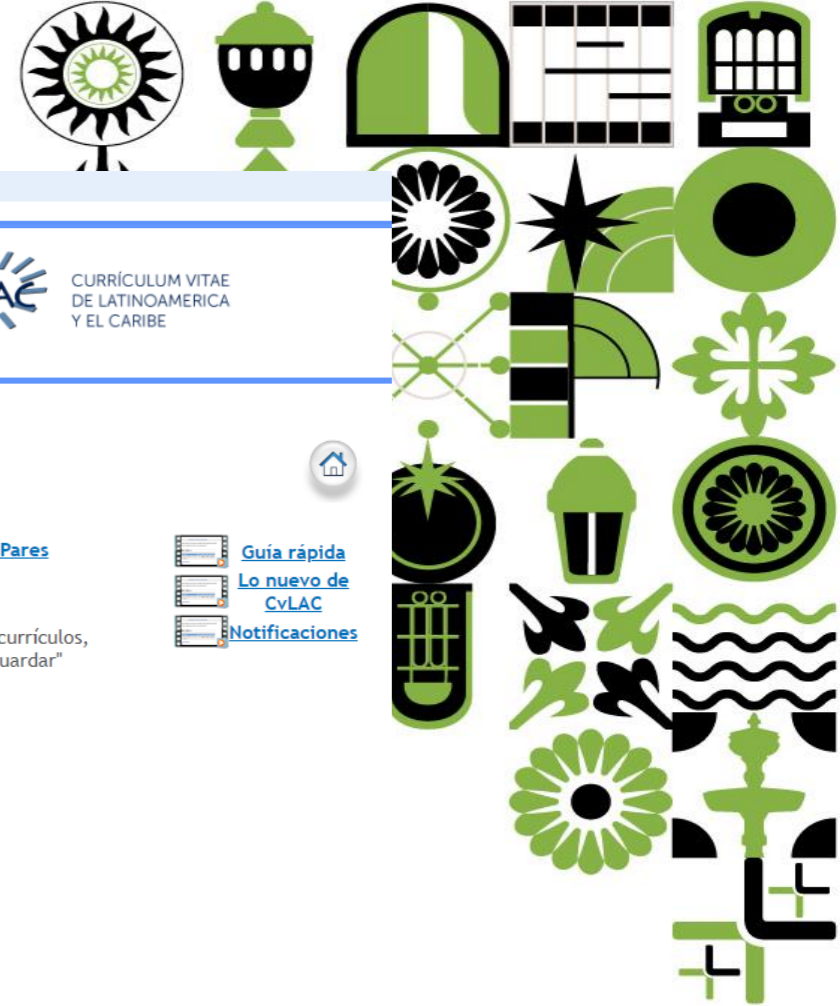 CURRÍCULUM VITAE
DE LATINOAMERICA
Y EL CARIBE
Pares
Guía rápida
Lo nuevo de
CvLAC
Notificaciones
currículos,
uardar"